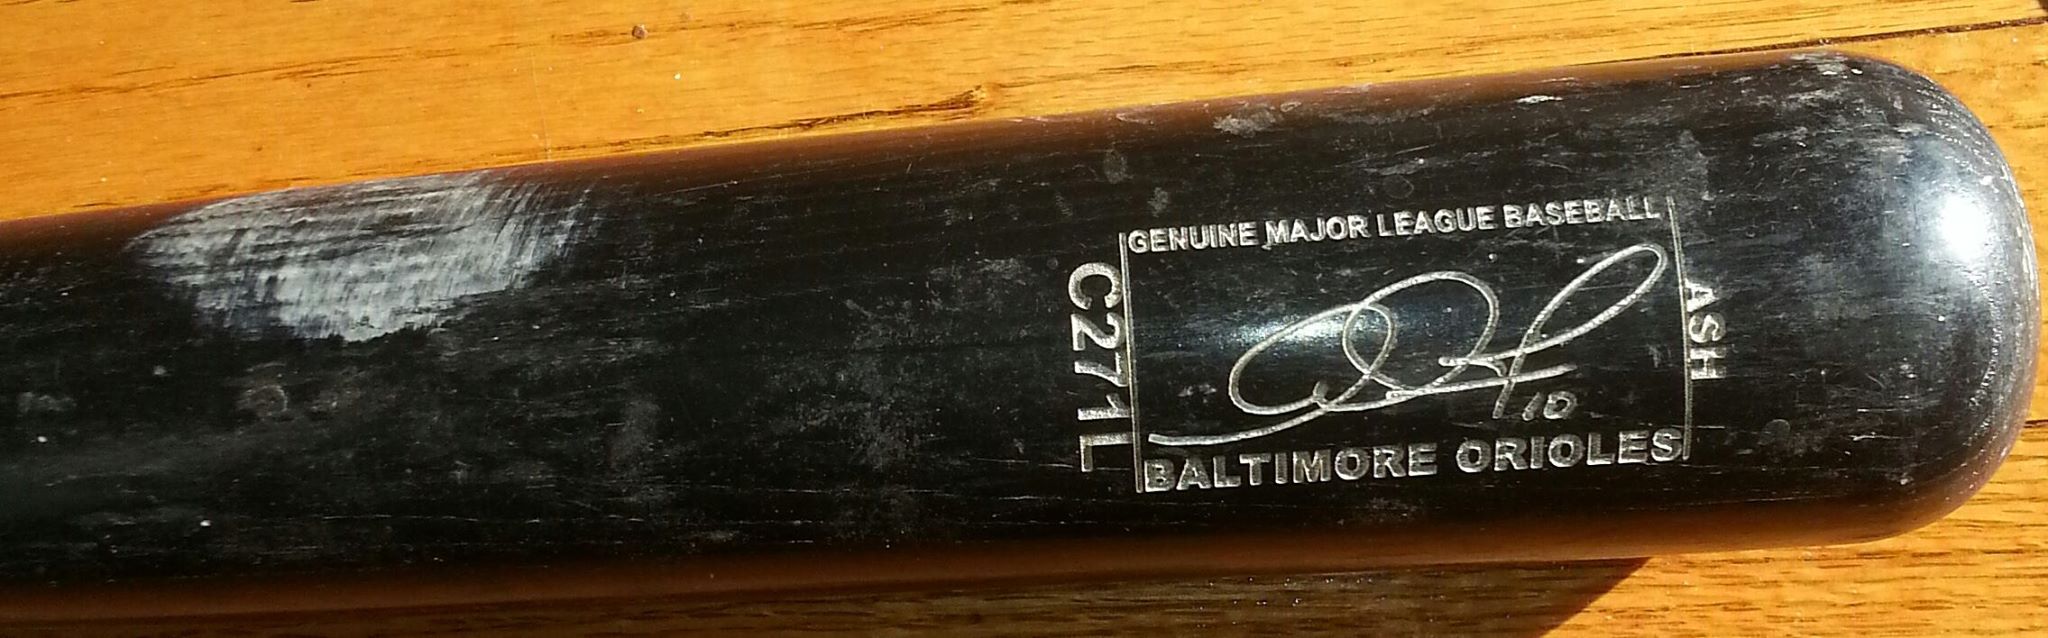 GENUINE MAJOR LEAGUE BASEBALL
C271L
ASH
10
BALTIMORE ORIOLES